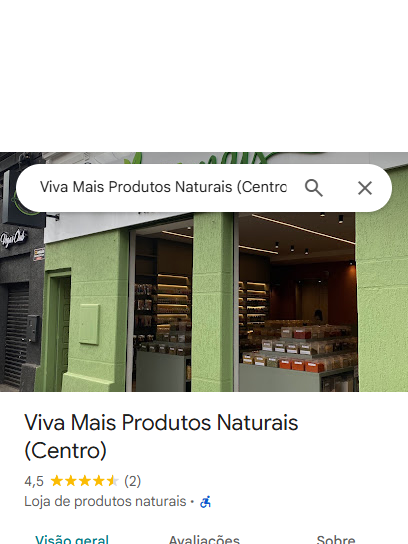 Viva Mais Produtos Naturais (Centro
Viva Mais Produtos Naturais
(Centro)
4,5 (2)
Loja de produtos naturais ·
Visão geral Avaliações Sobre